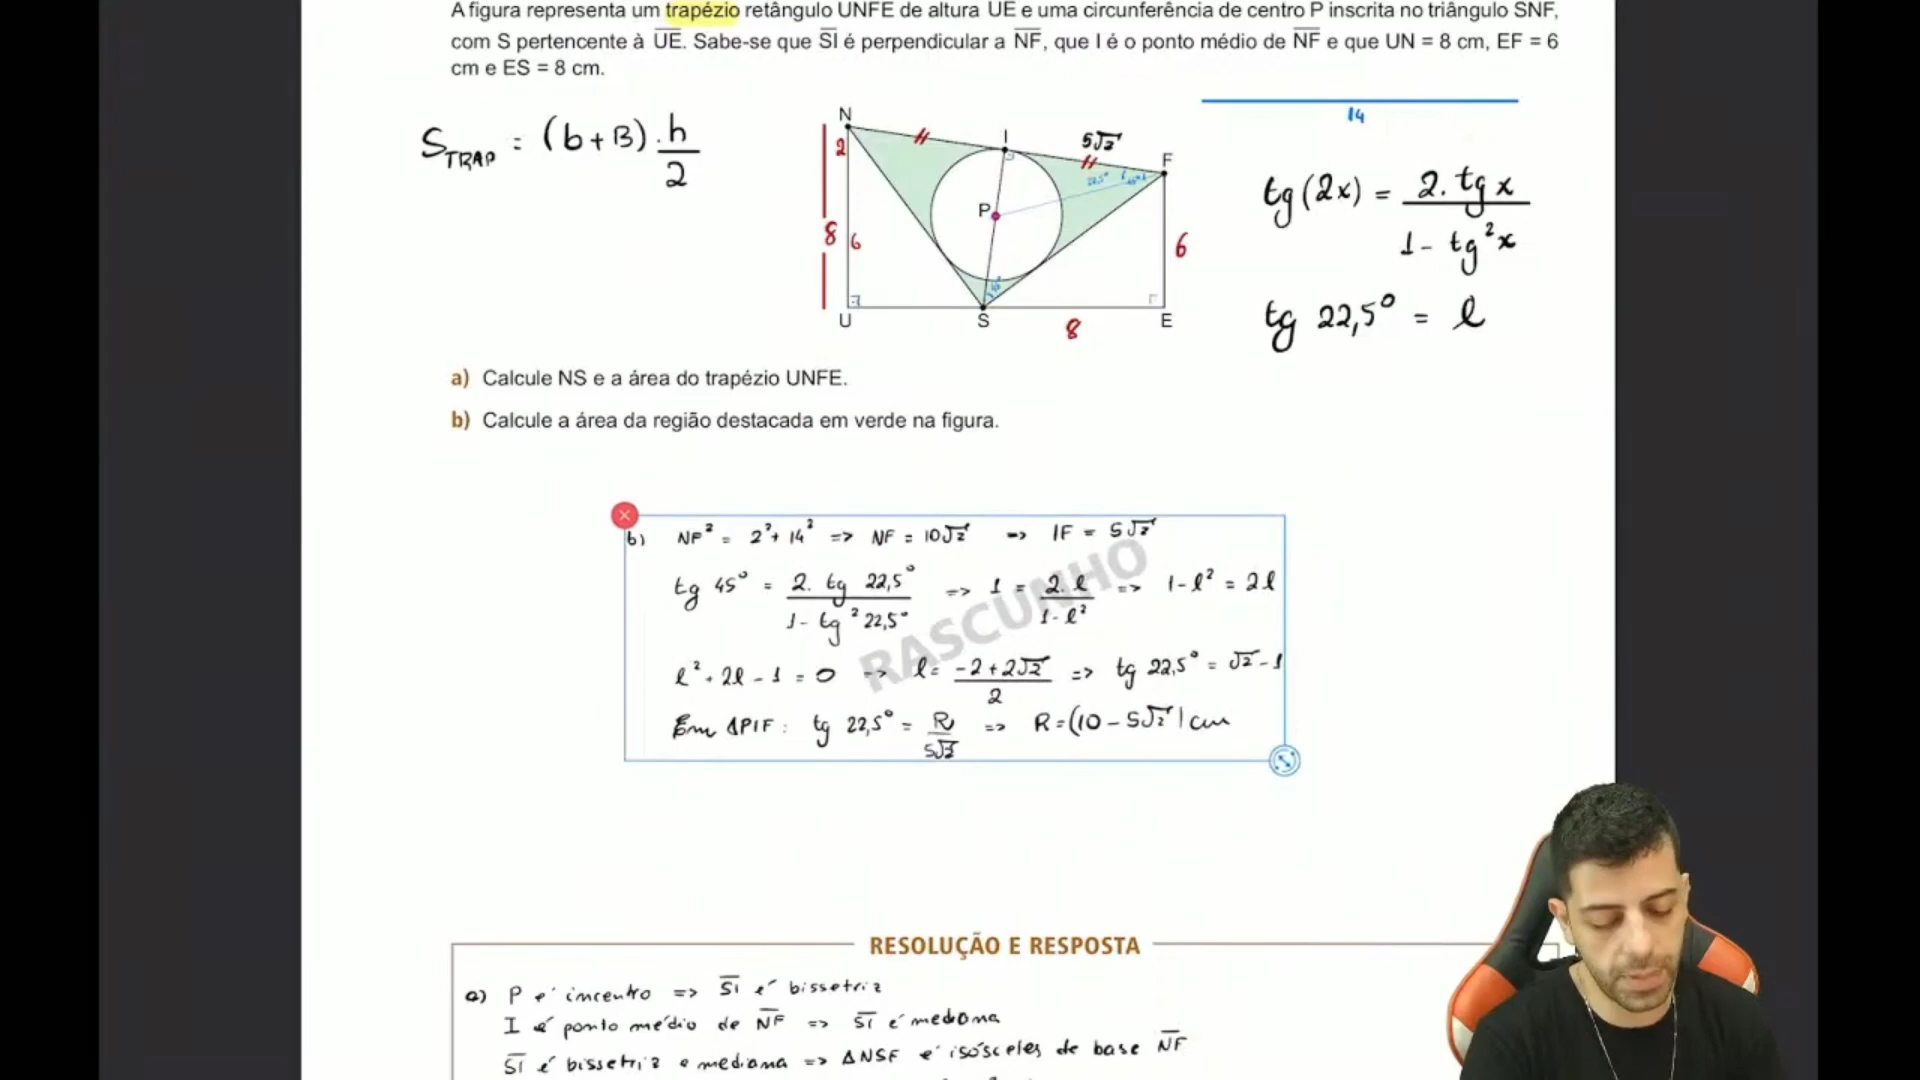 A figura representa um trapézio retângulo UNFE de altura UE e uma circunferência de centro P inscrita no triângulo SNF,
com S pertencente à UE. Sabe-se que SI é perpendicular a NF, que I é o ponto médio de NF e que UN = 8 cm, EF = 6
cm e ES = 8 cm.
S TRAP = (b+B).h/2
N
I
5√2
F
2
22,5°
P
8
6
6
U
S
E
8
14
tg(2x) = 2.tg x / 1 - tg²x
tg 22,5° = l
a) Calcule NS e a área do trapézio UNFE.
b) Calcule a área da região destacada em verde na figura.
b) NF² = 2² + 14² => NF = 10√2 => IF = 5√2
tg 45° = 2. tg 22,5° / 1 - tg² 22,5° => 1 = 2.l / 1-l² => 1-l² = 2l
l² + 2l - 1 = 0 => l = -2+2√2 / 2 => tg 22,5° = √2 - 1
Em ΔPIF: tg 22,5° = R / 5√2 => R = (10 - 5√2) cm
RASCUNHO
RESOLUÇÃO E RESPOSTA
a) P é incentro => SI é bissetriz
I é ponto médio de NF => SI é mediana
SI é bissetriz e mediana => ΔNSF é isósceles de base NF